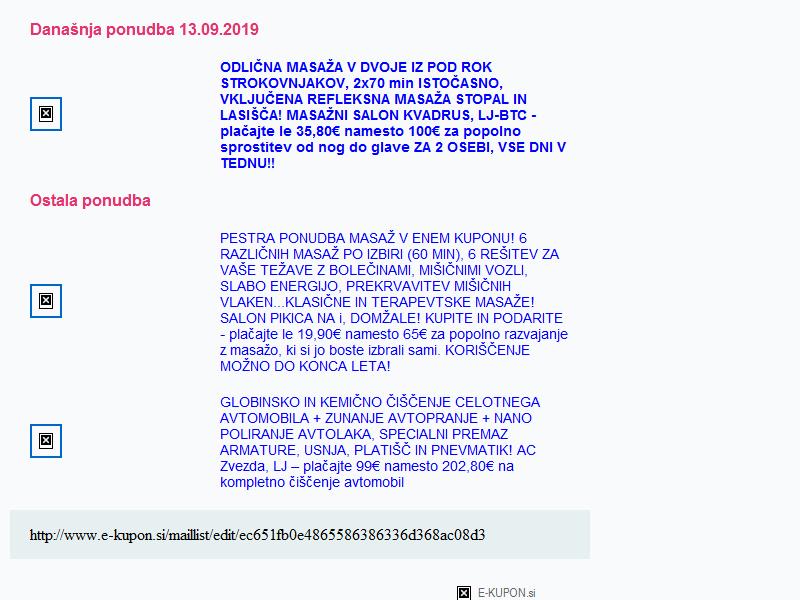 Današnja ponudba 13.09.2019
ODLIČNA MASAŽA V DVOJE IZ POD ROK
STROKOVNJAKOV, 2x70 min ISTOČASNO,
VKLJUČENA REFLEKSNA MASAŽA STOPAL IN
LASIŠČA! MASAŽNI SALON KVADRUS, LJ-BTC -
plačajte le 35,80€ namesto 100€ za popolno
sprostitev od nog do glave ZA 2 OSEBI, VSE DNI V
TEDNU!!
Ostala ponudba
PESTRA PONUDBA MASAŽ V ENEM KUPONU! 6
RAZLIČNIH MASAŽ PO IZBIRI (60 MIN), 6 REŠITEV ZA
VAŠE TEŽAVE Z BOLEČINAMI, MIŠIČNIMI VOZLI,
SLABO ENERGIJO, PREKRVAVITEV MIŠIČNIH
VLAKEN...KLASIČNE IN TERAPEVTSKE MASAŽE!
SALON PIKICA NA i, DOMŽALE! KUPITE IN PODARITE
- plačajte le 19,90€ namesto 65€ za popolno razvajanje
z masažo, ki si jo boste izbrali sami. KORIŠČENJE
MOŽNO DO KONCA LETA!
GLOBINSKO IN KEMIČNO ČIŠČENJE CELOTNEGA
AVTOMOBILA + ZUNANJE AVTOPRANJE + NANO
POLIRANJE AVTOLAKA, SPECIALNI PREMAZ
ARMATURE, USNJA, PLATIŠČ IN PNEVMATIK! AC
Zvezda, LJ – plačajte 99€ namesto 202,80€ na
kompletno čiščenje avtomobil
http://www.e-kupon.si/maillist/edit/ec651fb0e4865586386336d368ac08d3
E-KUPON.si